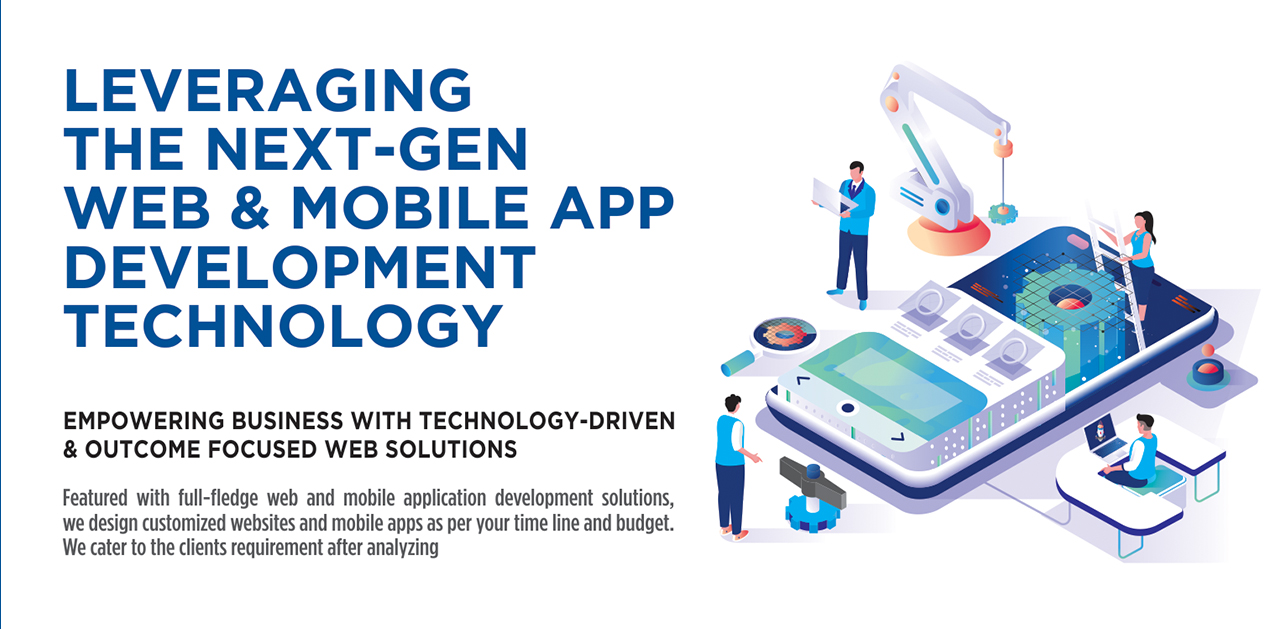 LEVERAGING
THE NEXT-GEN
WEB & MOBILE APP
DEVELOPMENT
TECHNOLOGY
EMPOWERING BUSINESS WITH TECHNOLOGY-DRIVEN
& OUTCOME FOCUSED WEB SOLUTIONS
Featured with full-fledge web and mobile application development solutions,
we design customized websites and mobile apps as per your time line and budget.
We cater to the clients requirement after analyzing